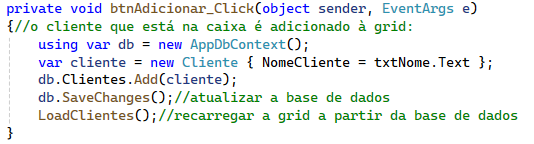 private void btnAdicionar_Click(object sender, EventArgs e)
{//o cliente que está na caixa é adicionado à grid:
using var db = new AppDbContext();
var cliente = new Cliente { NomeCliente = txtNome.Text };
db.Clientes.Add(cliente);
db.SaveChanges();//atualizar a base de dados
LoadClientes();//recarregar a grid a partir da base de dados
}